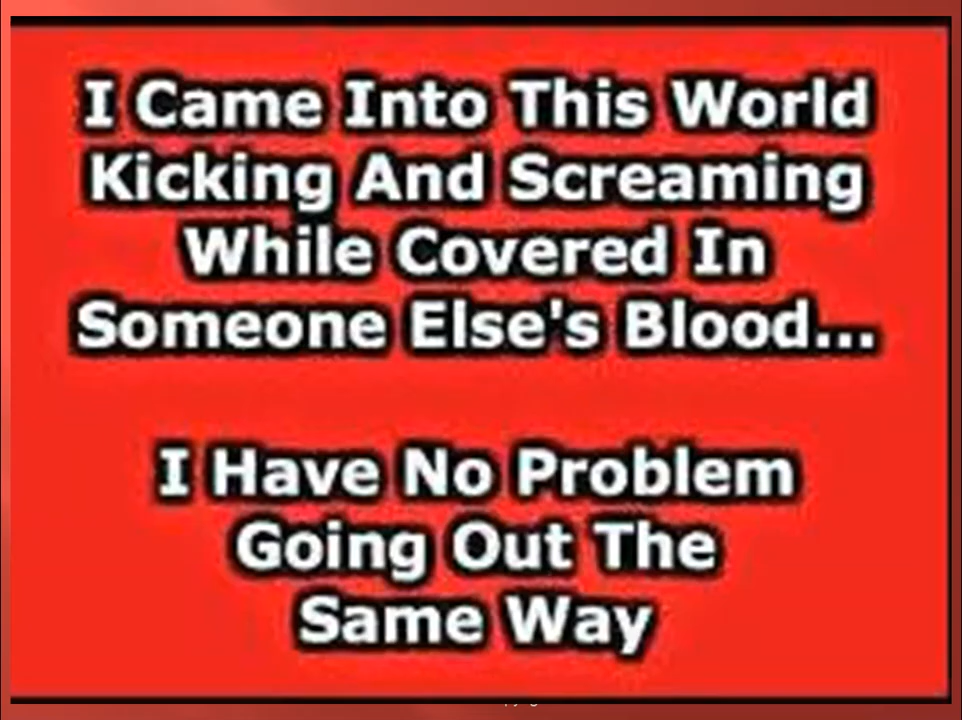 I Came Into This World
Kicking And Screaming
While Covered In
Someone Else's Blood...
I Have No Problem
Going Out The
Same Way